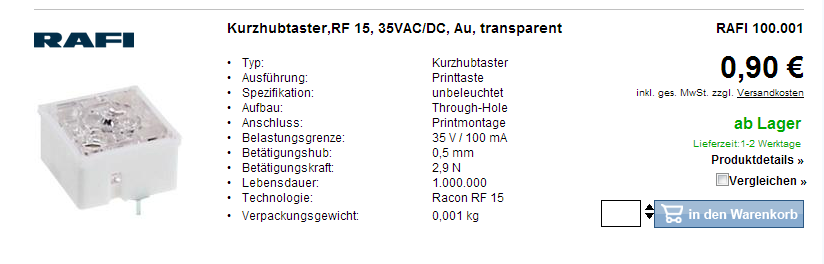 RAFI
Kurzhubtaster,RF 15, 35VAC/DC, Au, transparent
RAFI 100.001
• Typ: Kurzhubtaster
• Ausführung: Printtaste
• Spezifikation: unbeleuchtet
• Aufbau: Through-Hole
• Anschluss: Printmontage
• Belastungsgrenze: 35 V / 100 mA
• Betätigungshub: 0,5 mm
• Betätigungskraft: 2,9 N
• Lebensdauer: 1.000.000
• Technologie: Racon RF 15
• Verpackungsgewicht: 0,001 kg
0,90 €
inkl. ges. MwSt. zzgl. Versandkosten
ab Lager
Lieferzeit:1-2 Werktage
Produktdetails »
Vergleichen »
in den Warenkorb